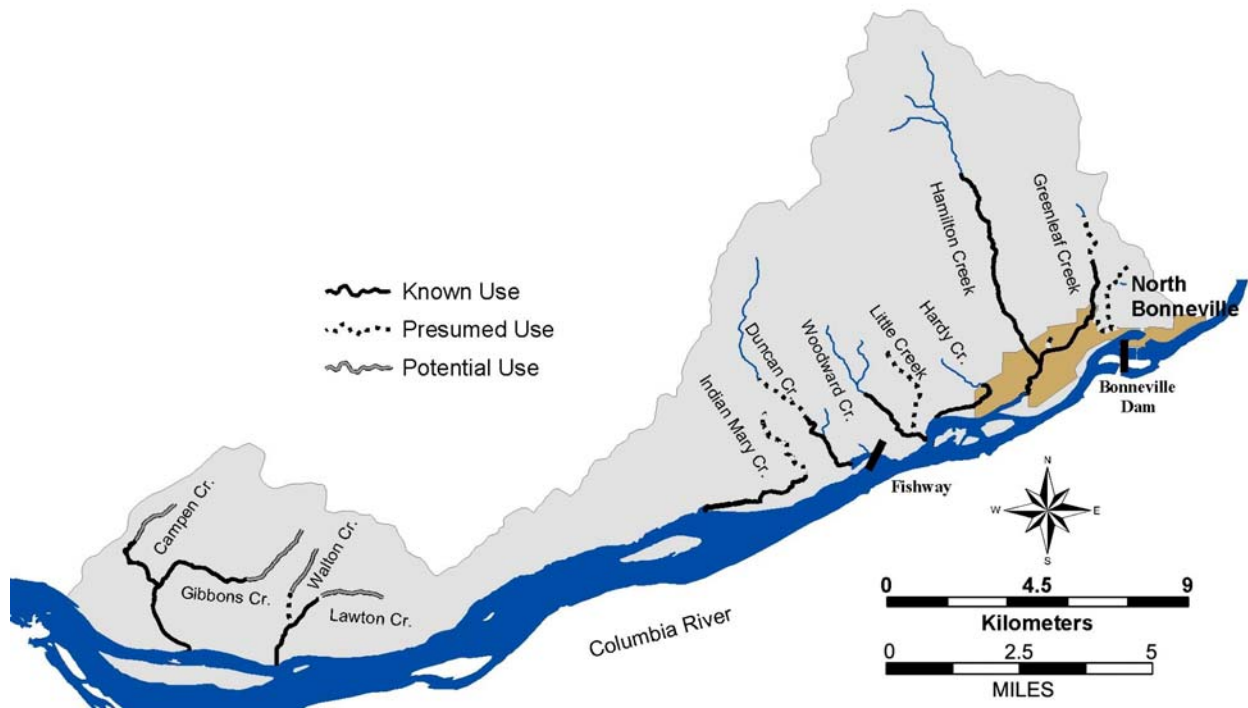 Known Use
Presumed Use
Potential Use
Hamilton Creek
Greenleaf Creek
North
Bonneville
Bonneville
Dam
Hardy Cr.
Little Creek
Woodward Cr.
Duncan Cr.
Indian Mary Cr.
Fishway
Campen Cr.
Gibbons Cr.
Walton Cr.
Lawton Cr.
Columbia River
N
W
E
S
0 4.5 9
Kilometers
0 2.5 5
MILES